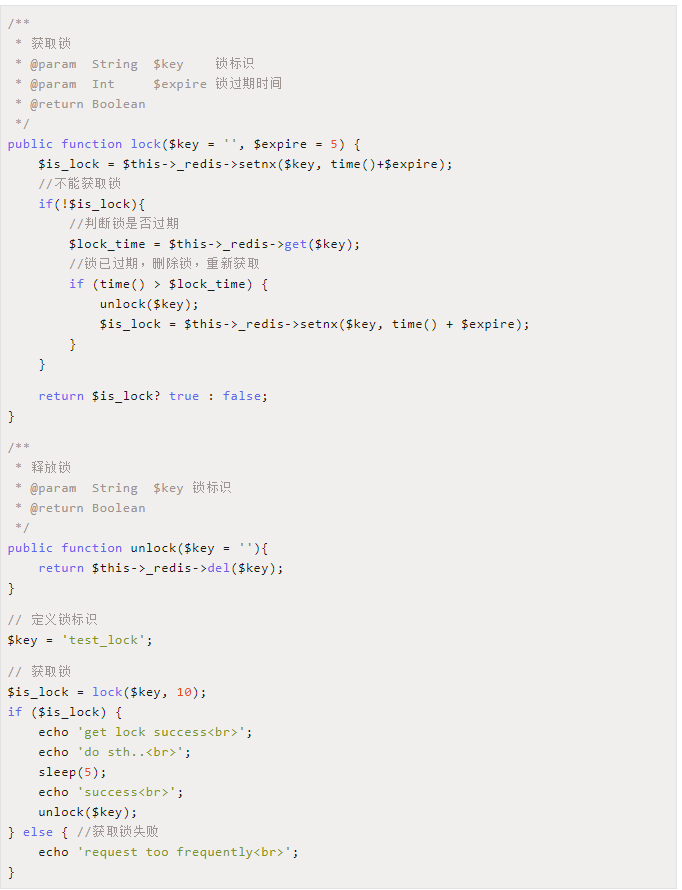 /**
 * 获取锁
 * @param  String  $key    锁标识
 * @param  Int     $expire 锁过期时间
 * @return Boolean
 */
public function lock($key = '', $expire = 5) {
    $is_lock = $this->_redis->setnx($key, time()+$expire);
    //不能获取锁
    if(!$is_lock){
        //判断锁是否过期
        $lock_time = $this->_redis->get($key);
        //锁已过期，删除锁，重新获取
        if (time() > $lock_time) {
            unlock($key);
            $is_lock = $this->_redis->setnx($key, time() + $expire);
        }
    }
    return $is_lock? true : false;
}
/**
 * 释放锁
 * @param  String  $key 锁标识
 * @return Boolean
 */
public function unlock($key = ''){
    return $this->_redis->del($key);
}
// 定义锁标识
$key = 'test_lock';
// 获取锁
$is_lock = lock($key, 10);
if ($is_lock) {
    echo 'get lock success<br>';
    echo 'do sth..<br>';
    sleep(5);
    echo 'success<br>';
    unlock($key);
} else { //获取锁失败
    echo 'request too frequently<br>';
}